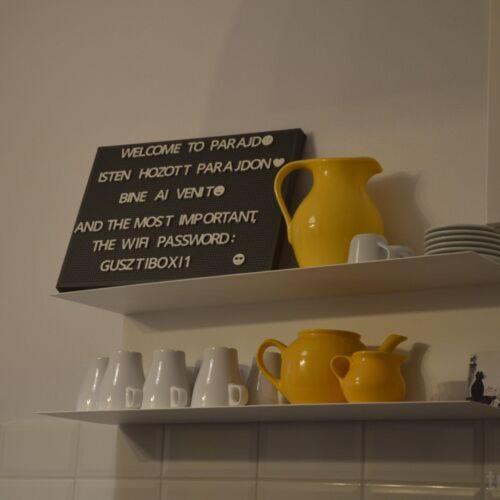 WELCOME TO PARAJD
ISTEN HOZOTT PARAJDON
BINE AI VENIT
AND THE MOST IMPORTANT,
THE WIFI PASSWORD:
GUSZTIBOXI1